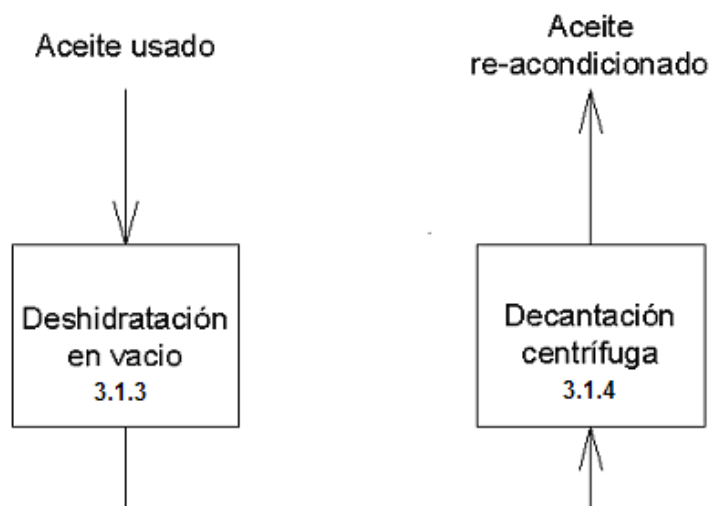 Aceite usado
Aceite
re-acondicionado
Deshidratación
en vacio
3.1.3
Decantación
centrífuga
3.1.4